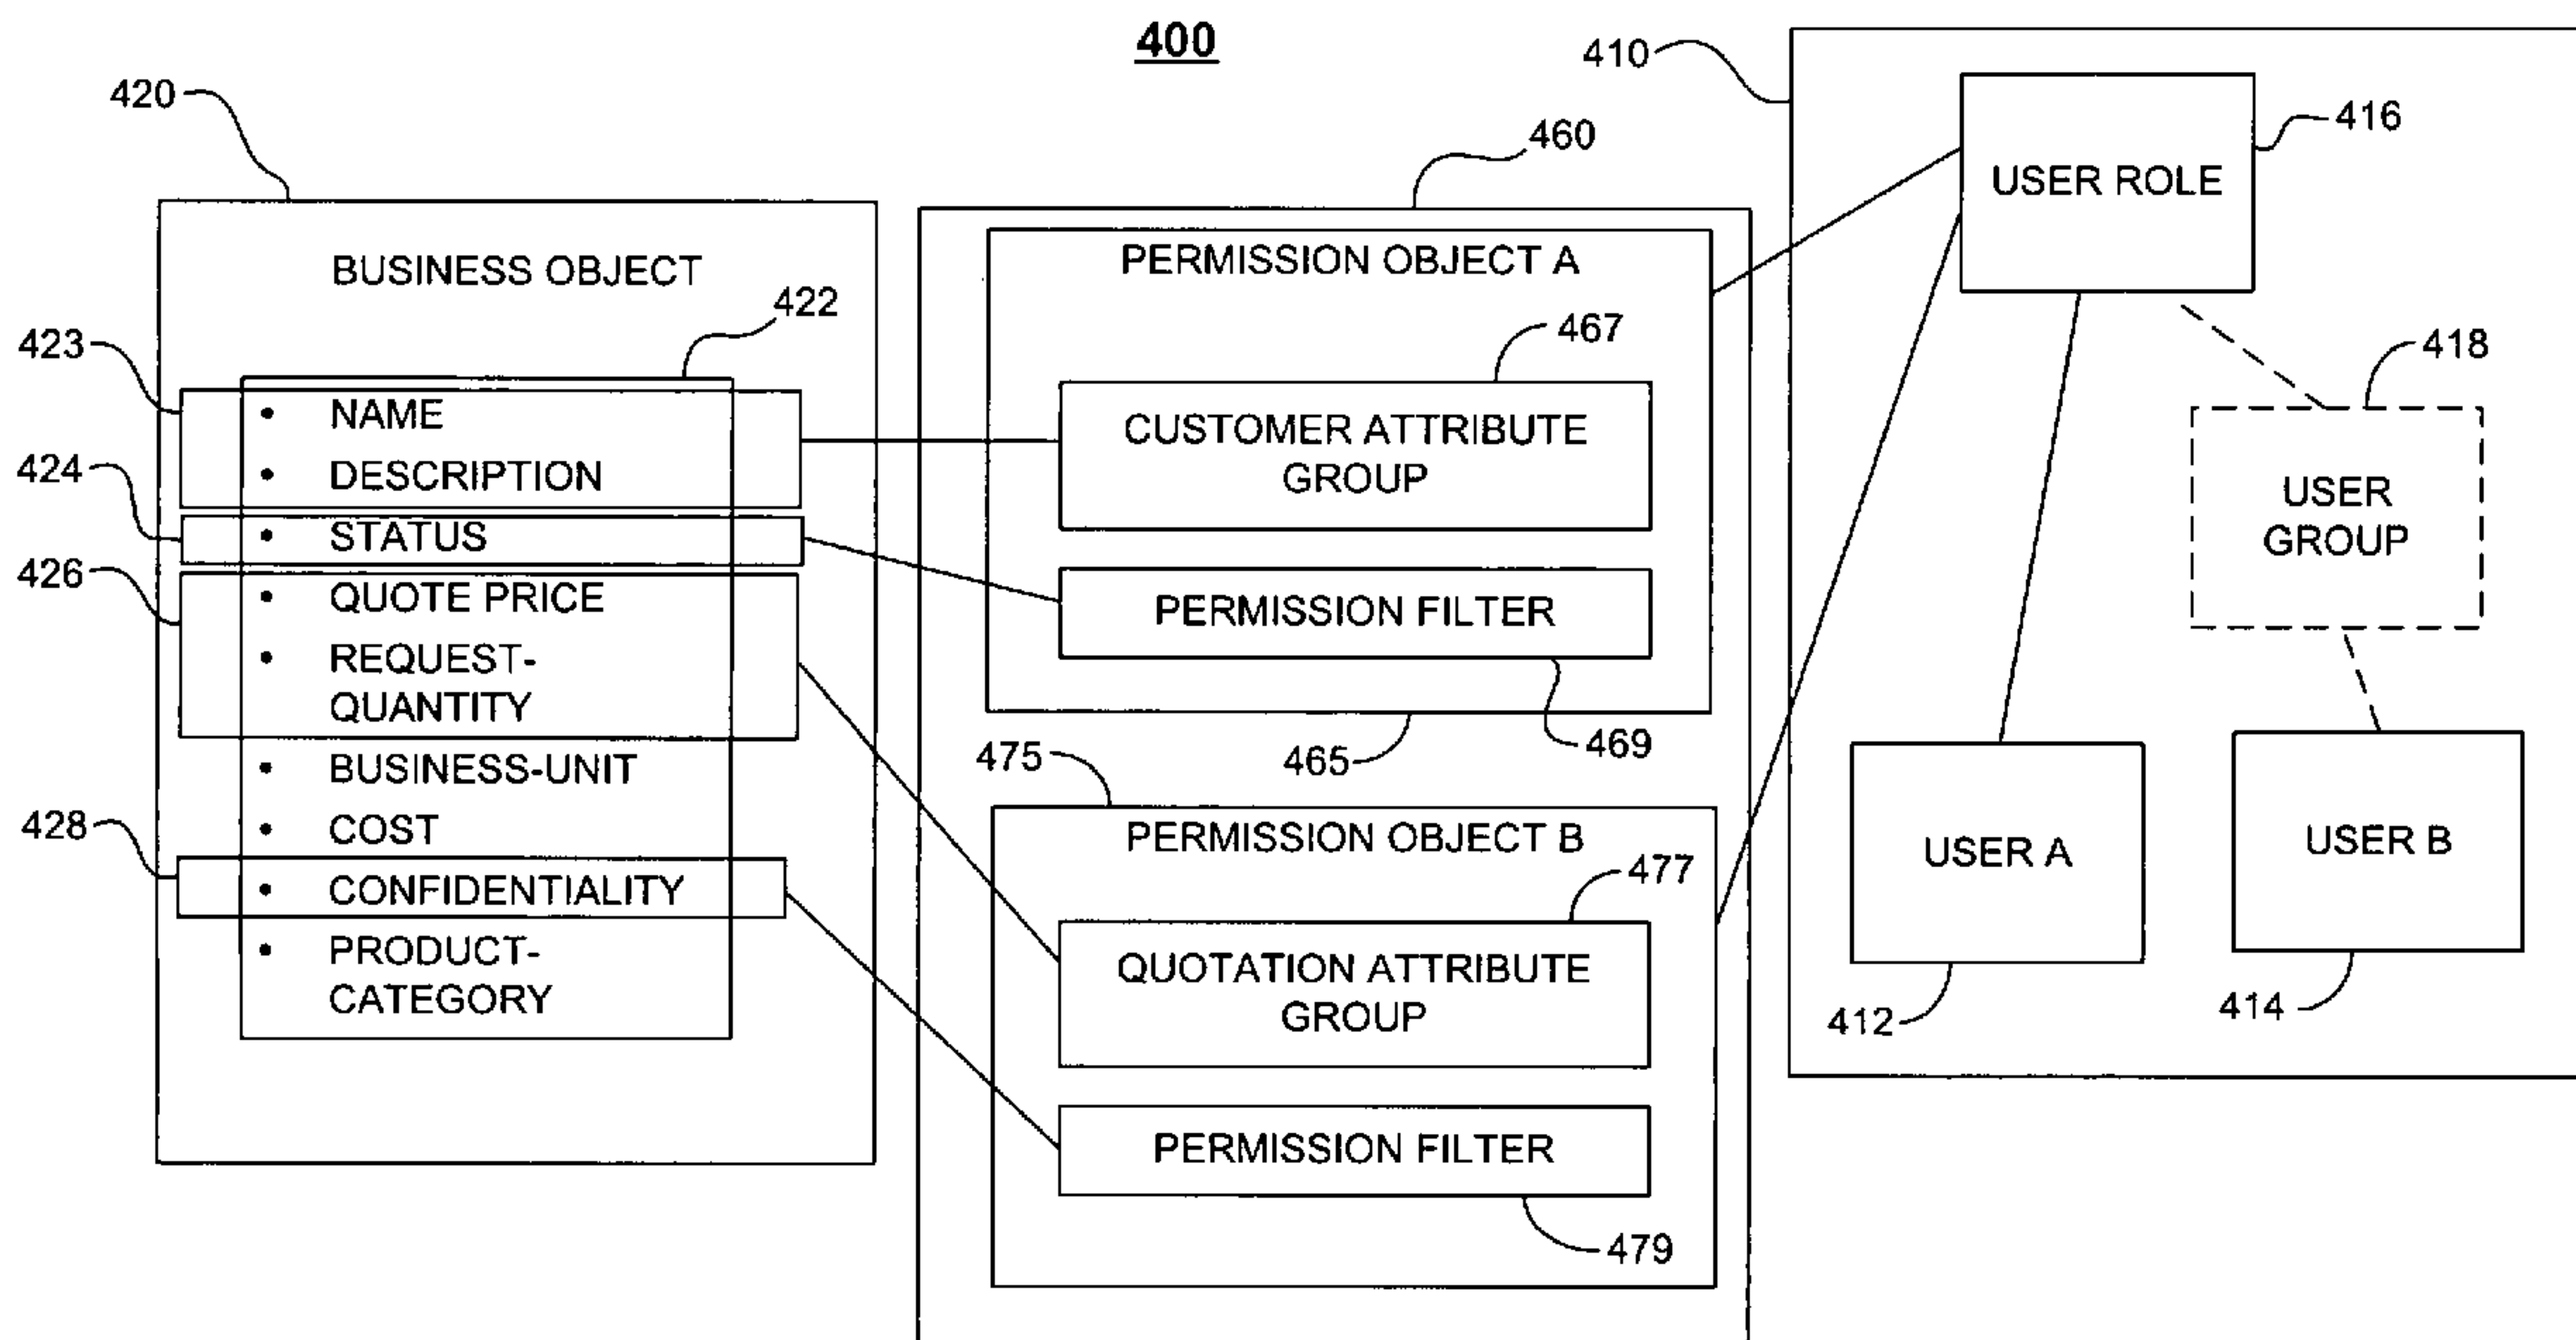 400
420
BUSINESS OBJECT
422
423
• NAME
• DESCRIPTION
424
• STATUS
426
• QUOTE PRICE
• REQUEST-
QUANTITY
• BUSINESS-UNIT
• COST
428
• CONFIDENTIALITY
• PRODUCT-
CATEGORY
460
PERMISSION OBJECT A
467
CUSTOMER ATTRIBUTE
GROUP
PERMISSION FILTER
469
465
475
PERMISSION OBJECT B
477
QUOTATION ATTRIBUTE
GROUP
PERMISSION FILTER
479
410
416
USER ROLE
418
USER
GROUP
USER A
USER B
412
414